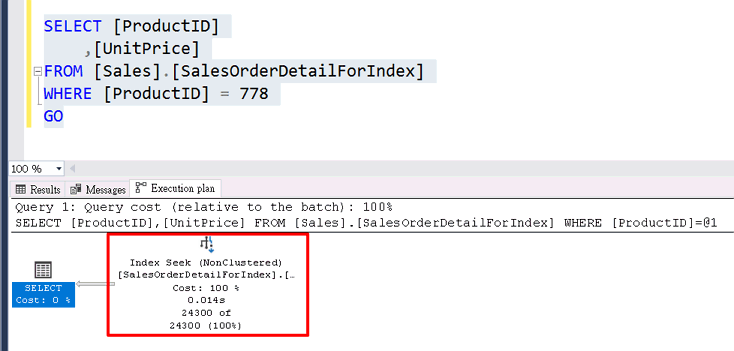 SELECT [ProductID]
,[UnitPrice]
FROM [Sales].[SalesOrderDetailForIndex]
WHERE [ProductID] = 778
GO
100 %
Results Messages Execution plan
Query 1: Query cost (relative to the batch): 100%
SELECT [ProductID],[UnitPrice] FROM [Sales].[SalesOrderDetailForIndex] WHERE [ProductID]=@1
SELECT
Cost: 0 %
Index Seek (NonClustered)
[SalesOrderDetailForIndex].[…
Cost: 100 %
0.014s
24300 of
24300 (100%)